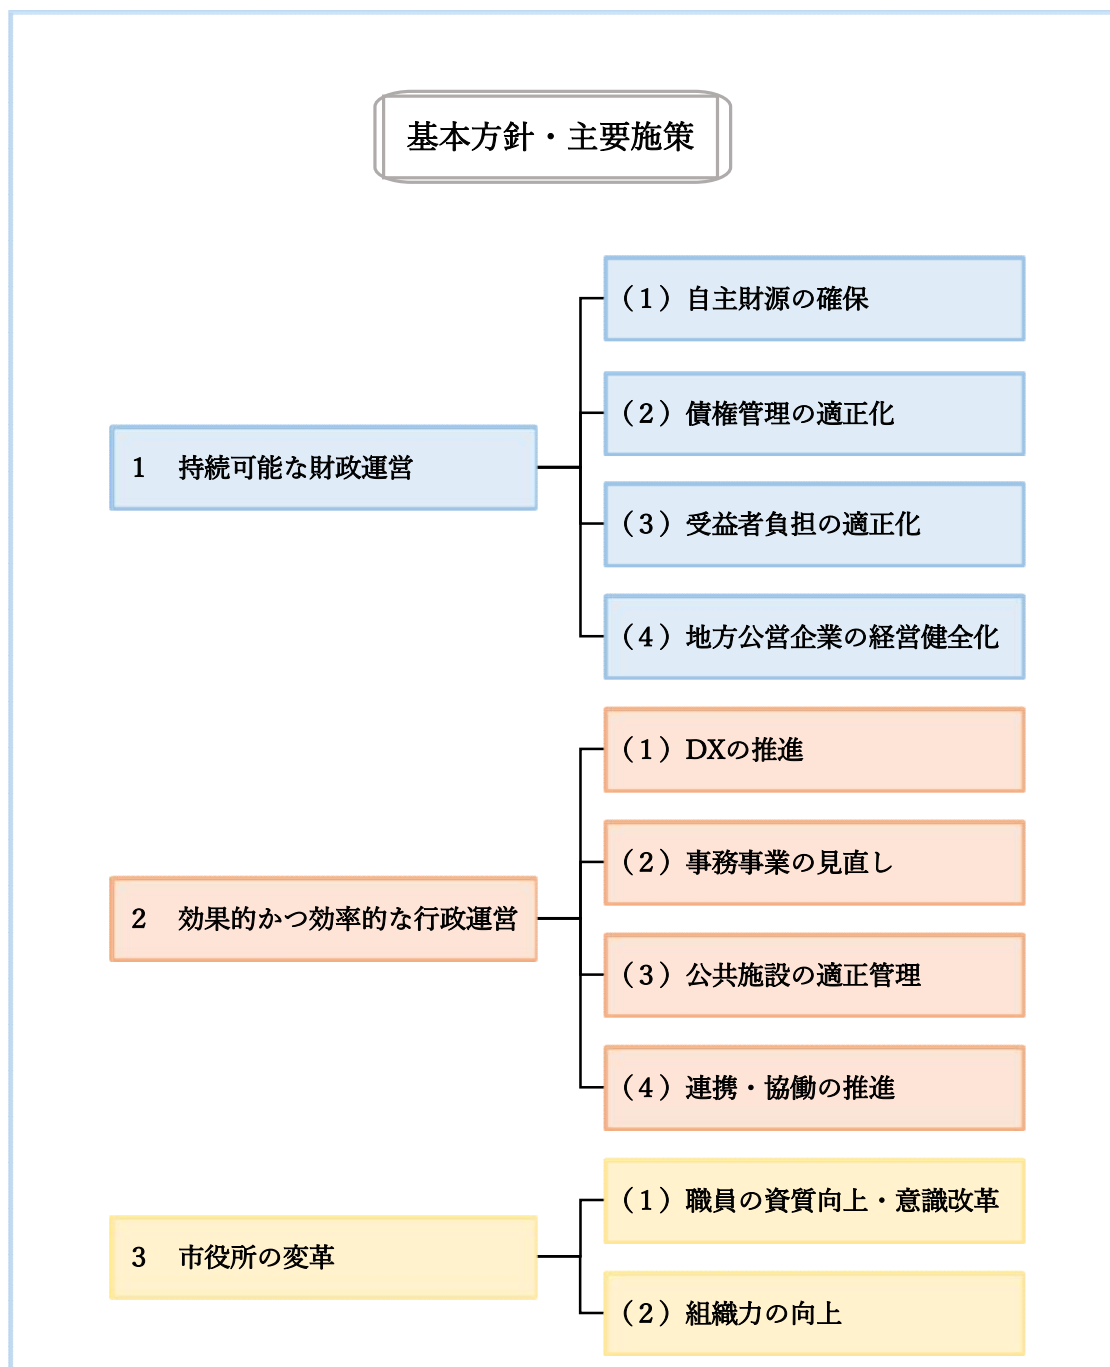 基本方針・主要施策
1 持続可能な財政運営
（1）自主財源の確保
（2）債権管理の適正化
（3）受益者負担の適正化
（4）地方公営企業の経営健全化
2 効果的かつ効率的な行政運営
（1）DXの推進
（2）事務事業の見直し
（3）公共施設の適正管理
（4）連携・協働の推進
3 市役所の変革
（1）職員の資質向上・意識改革
（2）組織力の向上